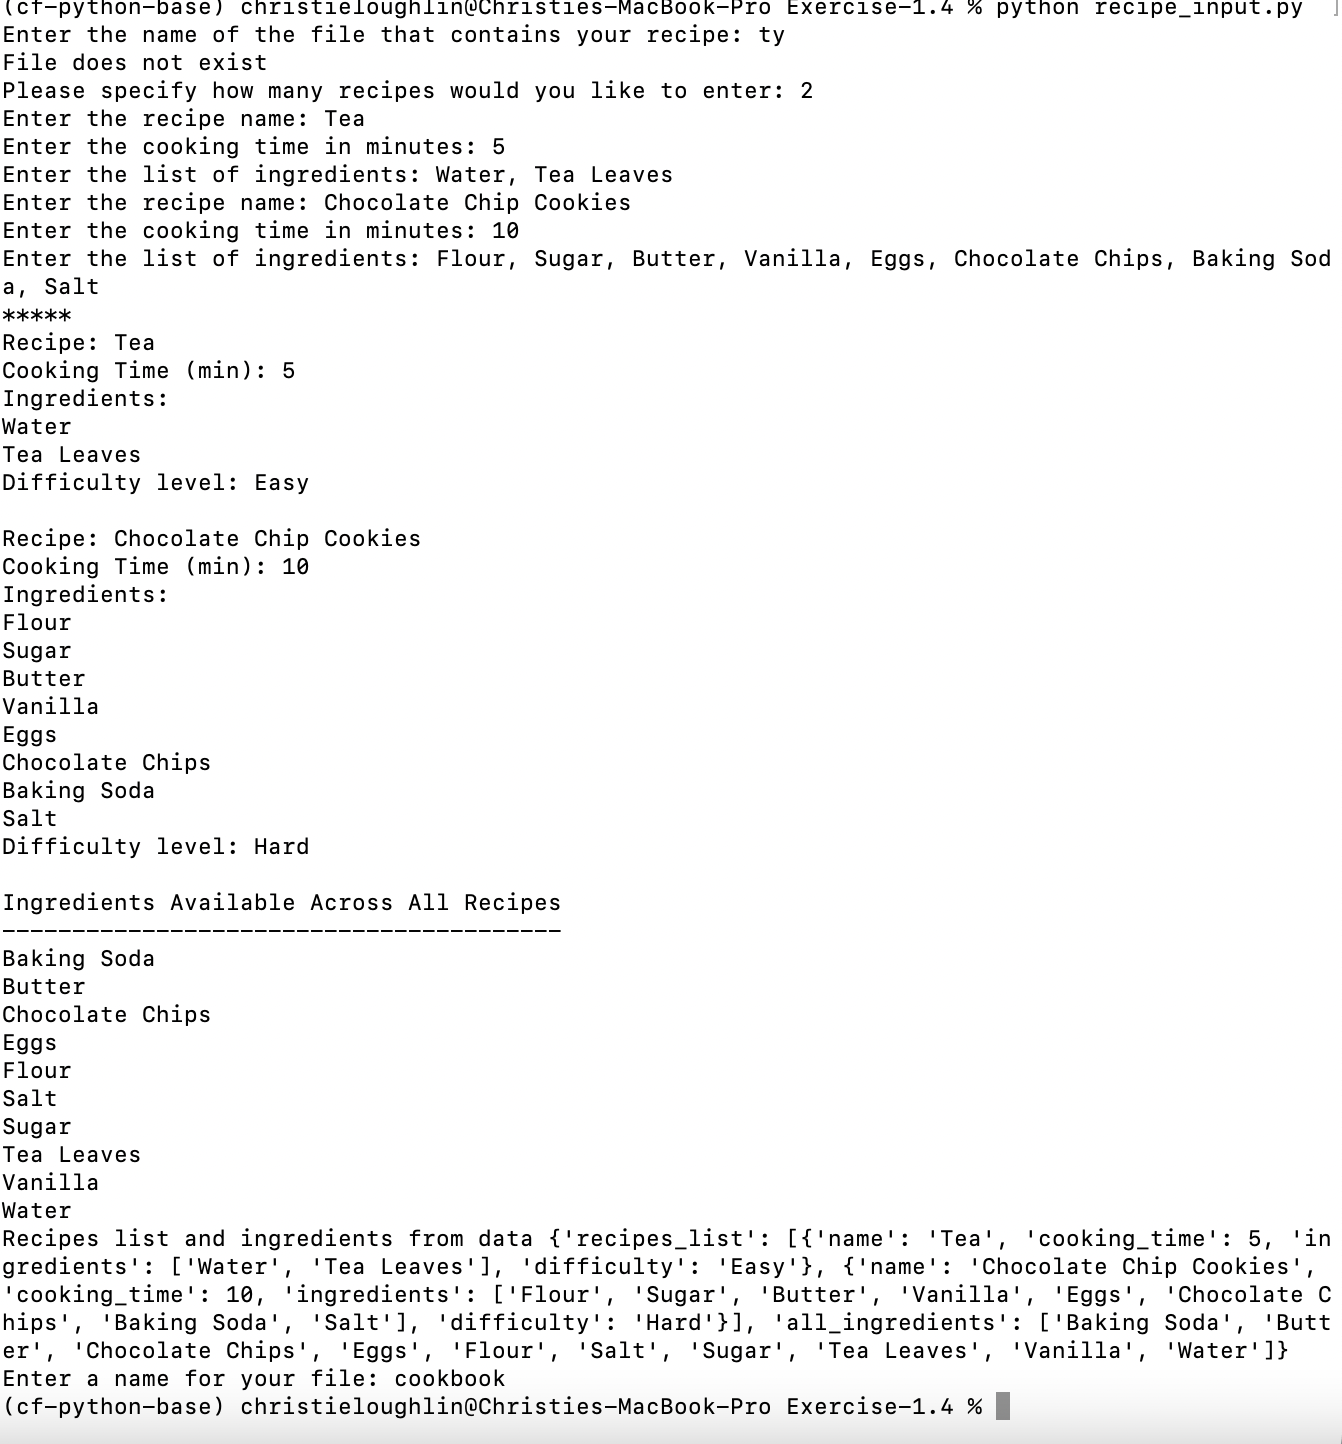 (cf-python-base) christieloughlin@Christies-MacBook-Pro Exercise-1.4 % python recipe_input.py ]
Enter the name of the file that contains your recipe: ty
File does not exist
Please specify how many recipes would you like to enter: 2
Enter the recipe name: Tea
Enter the cooking time in minutes: 5
Enter the list of ingredients: Water, Tea Leaves
Enter the recipe name: Chocolate Chip Cookies
Enter the cooking time in minutes: 10
Enter the list of ingredients: Flour, Sugar, Butter, Vanilla, Eggs, Chocolate Chips, Baking Sod
a, Salt
*****
Recipe: Tea
Cooking Time (min): 5
Ingredients:
Water
Tea Leaves
Difficulty level: Easy

Recipe: Chocolate Chip Cookies
Cooking Time (min): 10
Ingredients:
Flour
Sugar
Butter
Vanilla
Eggs
Chocolate Chips
Baking Soda
Salt
Difficulty level: Hard

Ingredients Available Across All Recipes
----------------------------------------
Baking Soda
Butter
Chocolate Chips
Eggs
Flour
Salt
Sugar
Tea Leaves
Vanilla
Water
Recipes list and ingredients from data {'recipes_list': [{'name': 'Tea', 'cooking_time': 5, 'in
gredients': ['Water', 'Tea Leaves'], 'difficulty': 'Easy'}, {'name': 'Chocolate Chip Cookies',
'cooking_time': 10, 'ingredients': ['Flour', 'Sugar', 'Butter', 'Vanilla', 'Eggs', 'Chocolate C
hips', 'Baking Soda', 'Salt'], 'difficulty': 'Hard'}], 'all_ingredients': ['Baking Soda', 'Butt
er', 'Chocolate Chips', 'Eggs', 'Flour', 'Salt', 'Sugar', 'Tea Leaves', 'Vanilla', 'Water']}
Enter a name for your file: cookbook
(cf-python-base) christieloughlin@Christies-MacBook-Pro Exercise-1.4 %